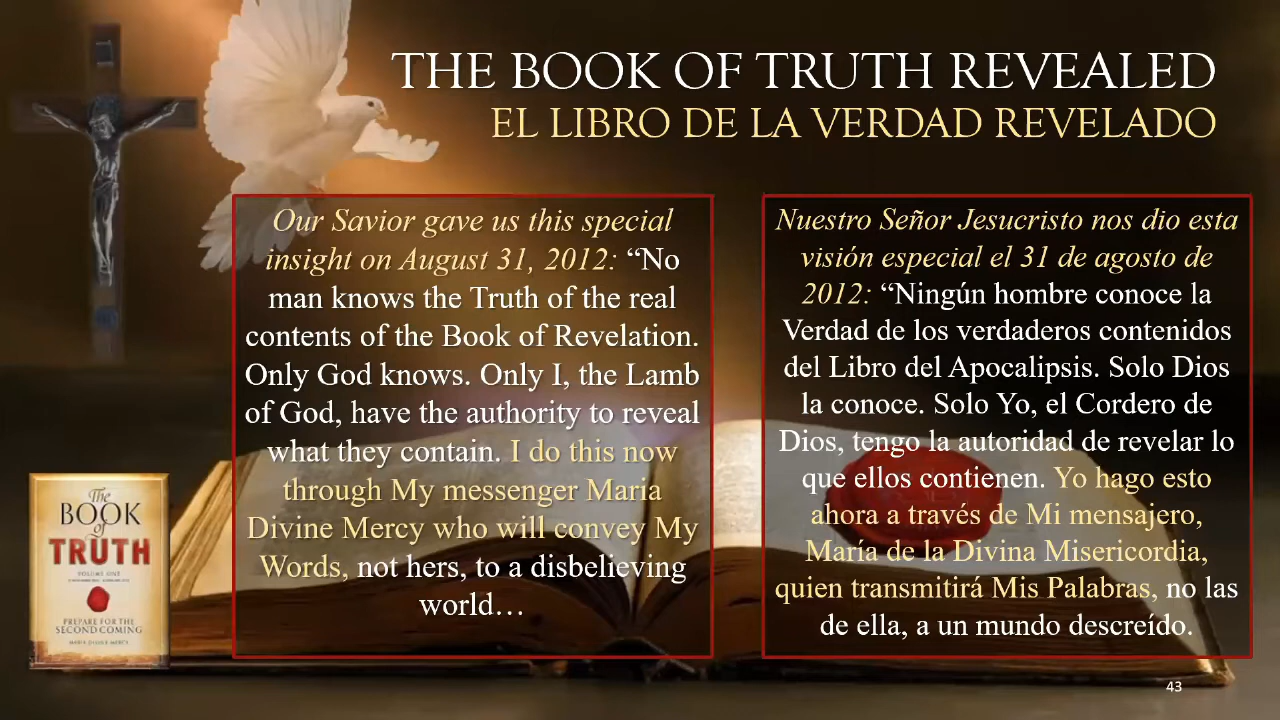 THE BOOK OF TRUTH REVEALED
EL LIBRO DE LA VERDAD REVELADO
Our Savior gave us this special
insight on August 31, 2012: “No
man knows the Truth of the real
contents of the Book of Revelation.
Only God knows. Only I, the Lamb
of God, have the authority to reveal
what they contain. I do this now
through My messenger Maria
Divine Mercy who will convey My
Words, not hers, to a disbelieving
world…
Nuestro Señor Jesucristo nos dio esta
visión especial el 31 de agosto de
2012: “Ningún hombre conoce la
Verdad de los verdaderos contenidos
del Libro del Apocalipsis. Solo Dios
la conoce. Solo Yo, el Cordero de
Dios, tengo la autoridad de revelar lo
que ellos contienen. Yo hago esto
ahora a través de Mi mensajero,
María de la Divina Misericordia,
quien transmitirá Mis Palabras, no las
de ella, a un mundo descreído.
The
BOOK
of
TRUTH
VOLUME ONE
PREPARE FOR THE
SECOND COMING
MARIA DIVINE MERCY
43